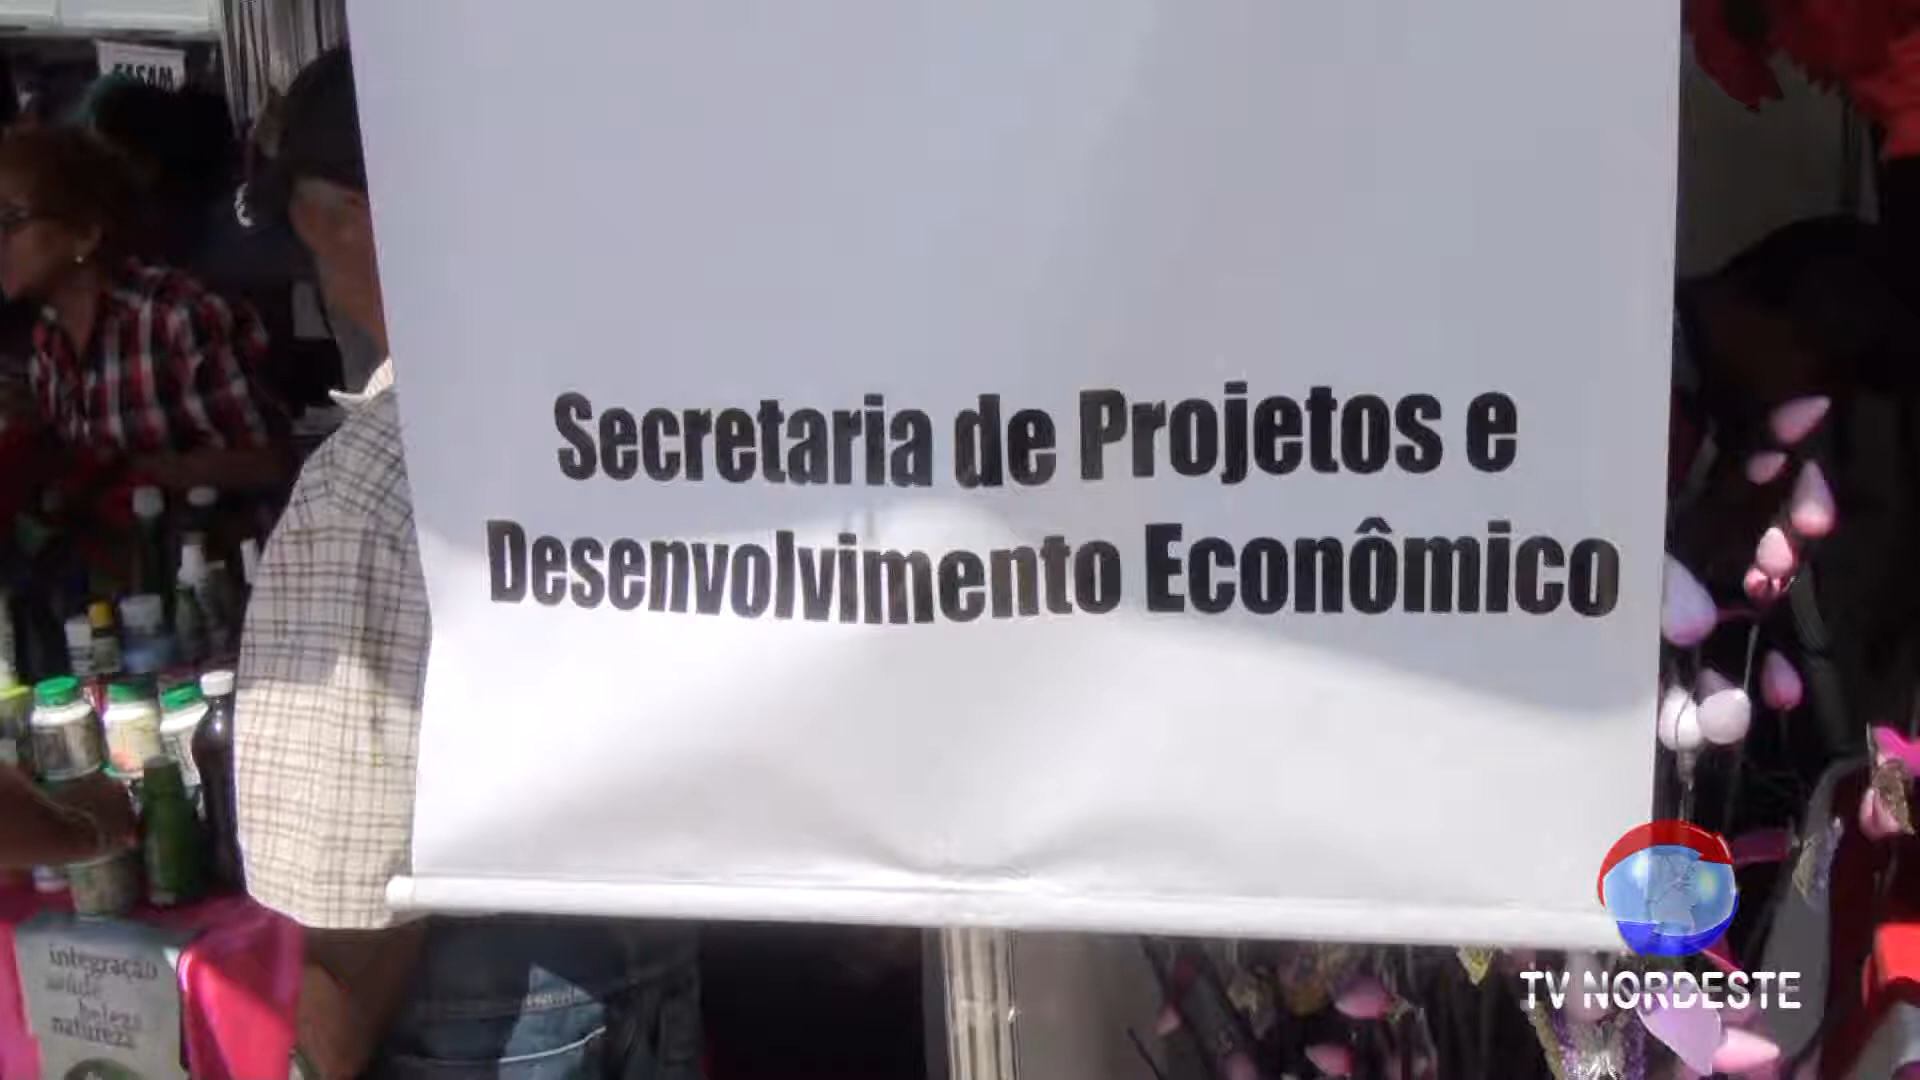 Secretaria de Projetos e
Desenvolvimento Econômico
integração
saúde
beleza
natureza
TV NORDESTE